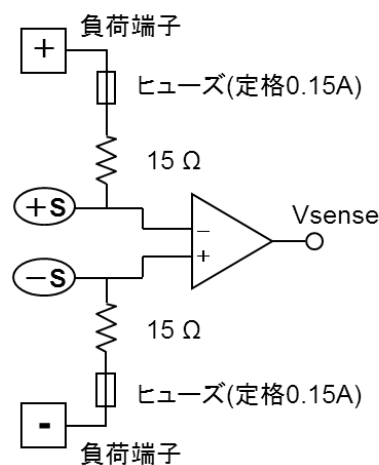 負荷端子
+
ヒューズ(定格0.15A)
15 Ω
+S
Vsense
−
+
−S
15 Ω
ヒューズ(定格0.15A)
-
負荷端子